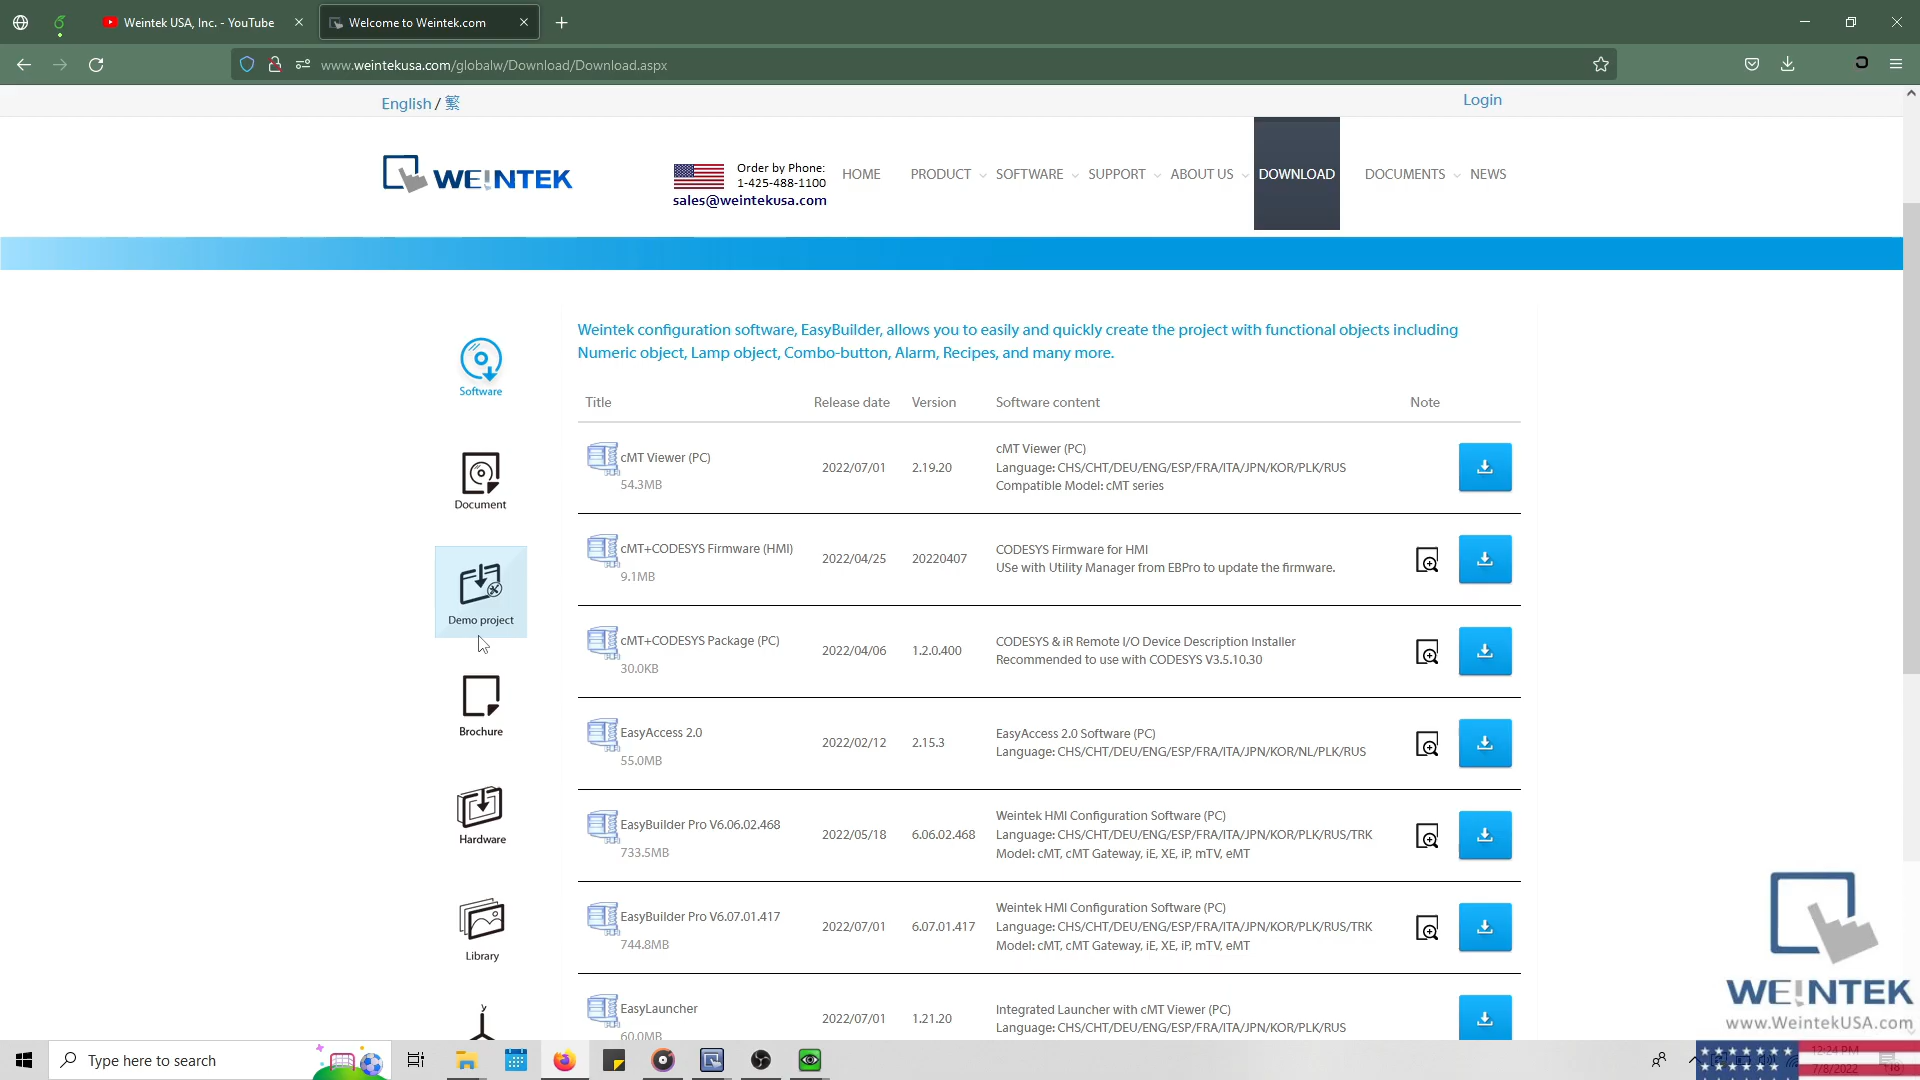 Weintek USA, Inc. - YouTube
Welcome to Weintek.com
www.weintekusa.com/globalw/Download/Download.aspx
English / 繁
Login
WEINTEK
Order by Phone:
1-425-488-1100
sales@weintekusa.com
HOME
PRODUCT
SOFTWARE
SUPPORT
ABOUT US
DOWNLOAD
DOCUMENTS
NEWS
Weintek configuration software, EasyBuilder, allows you to easily and quickly create the project with functional objects including
Numeric object, Lamp object, Combo-button, Alarm, Recipes, and many more.
Software
Document
Demo project
Brochure
Hardware
Library
y
Title Release date Version Software content Note
cMT Viewer (PC)
54.3MB
2022/07/01
2.19.20
cMT Viewer (PC)
Language: CHS/CHT/DEU/ENG/ESP/FRA/ITA/JPN/KOR/PLK/RUS
Compatible Model: cMT series
cMT+CODESYS Firmware (HMI)
9.1MB
2022/04/25
20220407
CODESYS Firmware for HMI
USe with Utility Manager from EBPro to update the firmware.
cMT+CODESYS Package (PC)
30.0KB
2022/04/06
1.2.0.400
CODESYS & iR Remote I/O Device Description Installer
Recommended to use with CODESYS V3.5.10.30
EasyAccess 2.0
55.0MB
2022/02/12
2.15.3
EasyAccess 2.0 Software (PC)
Language: CHS/CHT/DEU/ENG/ESP/FRA/ITA/JPN/KOR/NL/PLK/RUS
EasyBuilder Pro V6.06.02.468
733.5MB
2022/05/18
6.06.02.468
Weintek HMI Configuration Software (PC)
Language: CHS/CHT/DEU/ENG/ESP/FRA/ITA/JPN/KOR/PLK/RUS/TRK
Model: cMT, cMT Gateway, iE, XE, iP, mTV, eMT
EasyBuilder Pro V6.07.01.417
744.8MB
2022/07/01
6.07.01.417
Weintek HMI Configuration Software (PC)
Language: CHS/CHT/DEU/ENG/ESP/FRA/ITA/JPN/KOR/PLK/RUS/TRK
Model: cMT, cMT Gateway, iE, XE, iP, mTV, eMT
EasyLauncher
60.0MB
2022/07/01
1.21.20
Integrated Launcher with cMT Viewer (PC)
Language: CHS/CHT/DEU/ENG/ESP/FRA/ITA/JPN/KOR/PLK/RUS
WEINTEK
www.WeintekUSA.com
Type here to search
12:24 PM
7/8/2022